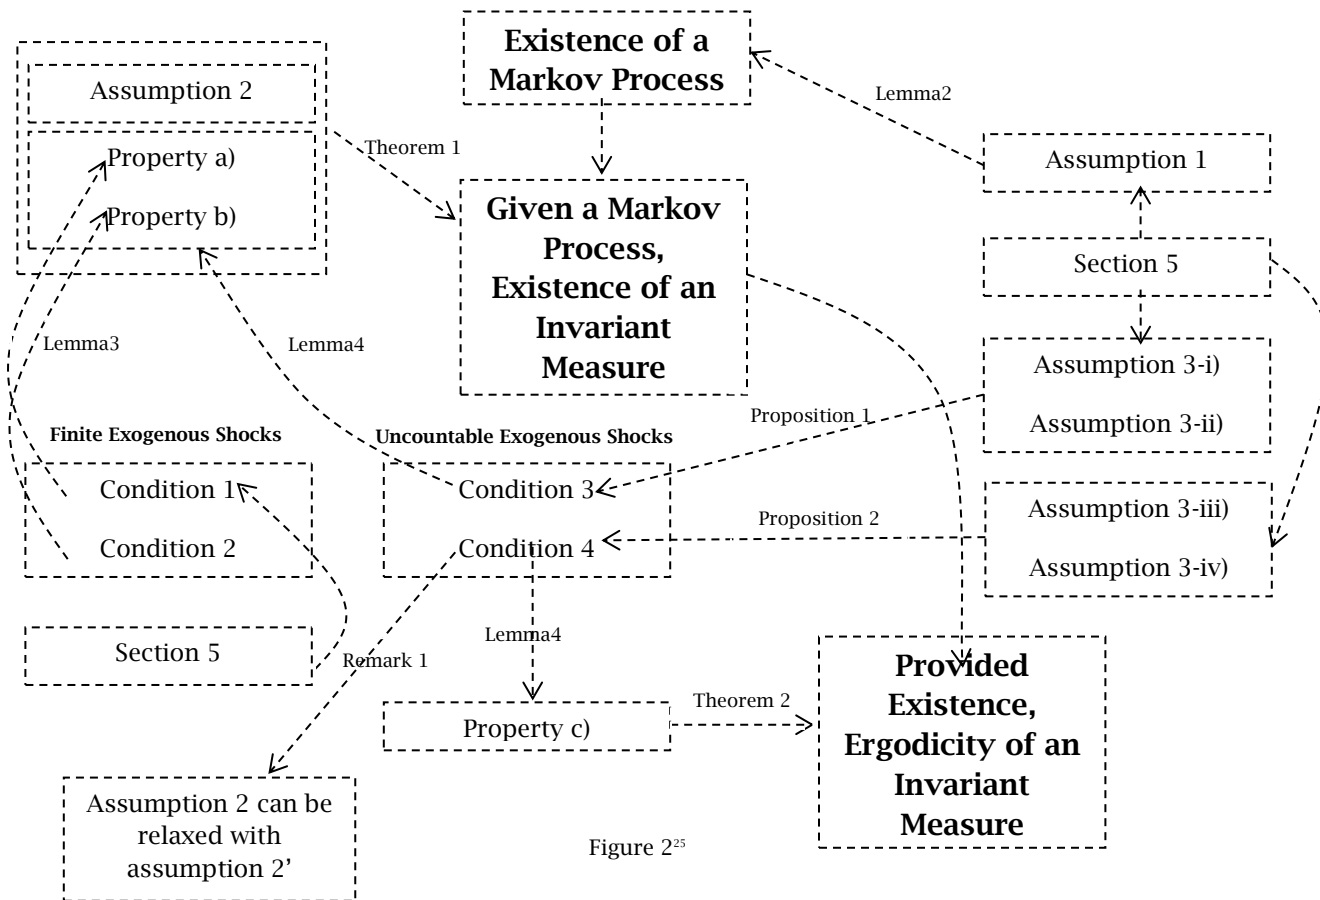 Existence of a
Markov Process
Assumption 2
Property a)
Property b)
Theorem 1
Lemma2
Assumption 1
Section 5
Given a Markov
Process,
Existence of an
Invariant
Measure
Assumption 3-i)
Assumption 3-ii)
Lemma3
Lemma4
Proposition 1
Finite Exogenous Shocks
Uncountable Exogenous Shocks
Condition 1
Condition 2
Condition 3
Condition 4
Proposition 2
Assumption 3-iii)
Assumption 3-iv)
Section 5
Remark 1
Lemma4
Property c)
Theorem 2
Provided
Existence,
Ergodicity of an
Invariant
Measure
Assumption 2 can be
relaxed with
assumption 2’
Figure 2²⁵